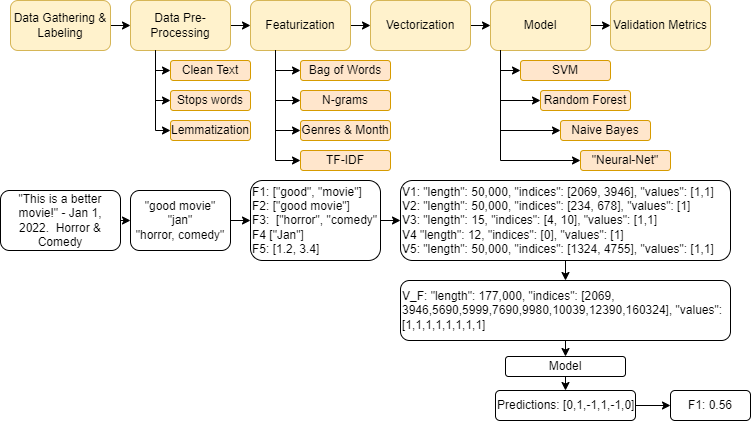 Data Gathering &
Labeling
Data Pre-
Processing
Featurization
Vectorization
Model
Validation Metrics
Clean Text
Stops words
Lemmatization
Bag of Words
N-grams
Genres & Month
TF-IDF
SVM
Random Forest
Naive Bayes
"Neural-Net"
"This is a better
movie!" - Jan 1,
2022. Horror &
Comedy
"good movie"
"jan"
"horror, comedy"
F1: ["good", "movie"]
F2: ["good movie"]
F3: ["horror", "comedy"
F4 ["Jan"]
F5: [1.2, 3.4]
V1: "length": 50,000, "indices": [2069, 3946], "values": [1,1]
V2: "length": 50,000, "indices": [234, 678], "values": [1]
V3: "length": 15, "indices": [4, 10], "values": [1,1]
V4 "length": 12, "indices": [0], "values": [1]
V5: "length": 50,000, "indices": [1324, 4755], "values": [1,1]
V_F: "length": 177,000, "indices": [2069,
3946,5690,5999,7690,9980,10039,12390,160324], "values":
[1,1,1,1,1,1,1,1]
Model
Predictions: [0,1,-1,1,-1,0]
F1: 0.56